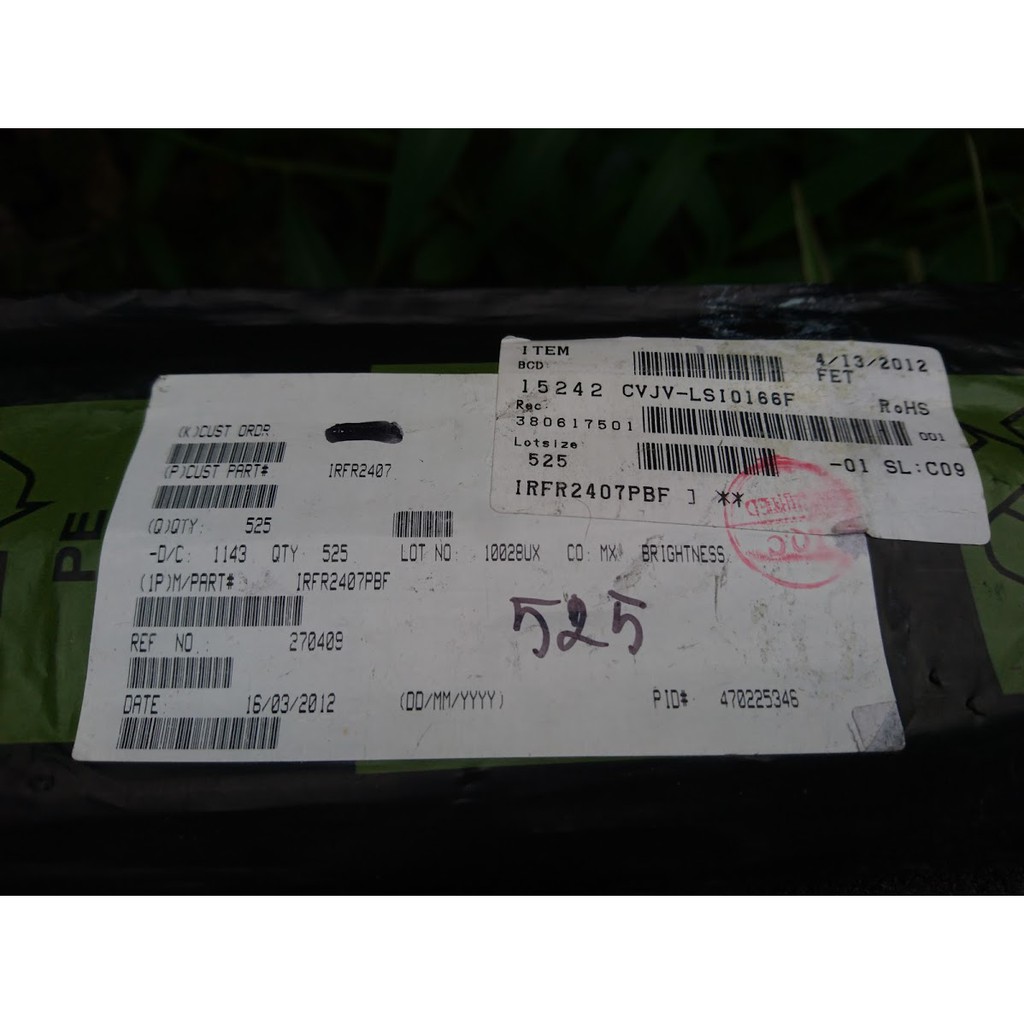 ITEM
BCD
4/13/2012
FET
15242 CVJV-LSI0166F
RoHS
Rec:
380617501
001
Lotsize
525
-01 SL:C09
IRFR2407PBF ] **
QC
PE
(K)CUST ORDR
(P)CUST PART# IRFR2407
(Q)QTY: 525
-D/C: 1143 QTY 525 LOT NO: 10028UX CO: MX BRIGHTNESS
(1P)M/PART# IRFR2407PBF
525
REF NO.: 270409
DATE: 16/03/2012 (DD/MM/YYYY) PID# 470225346